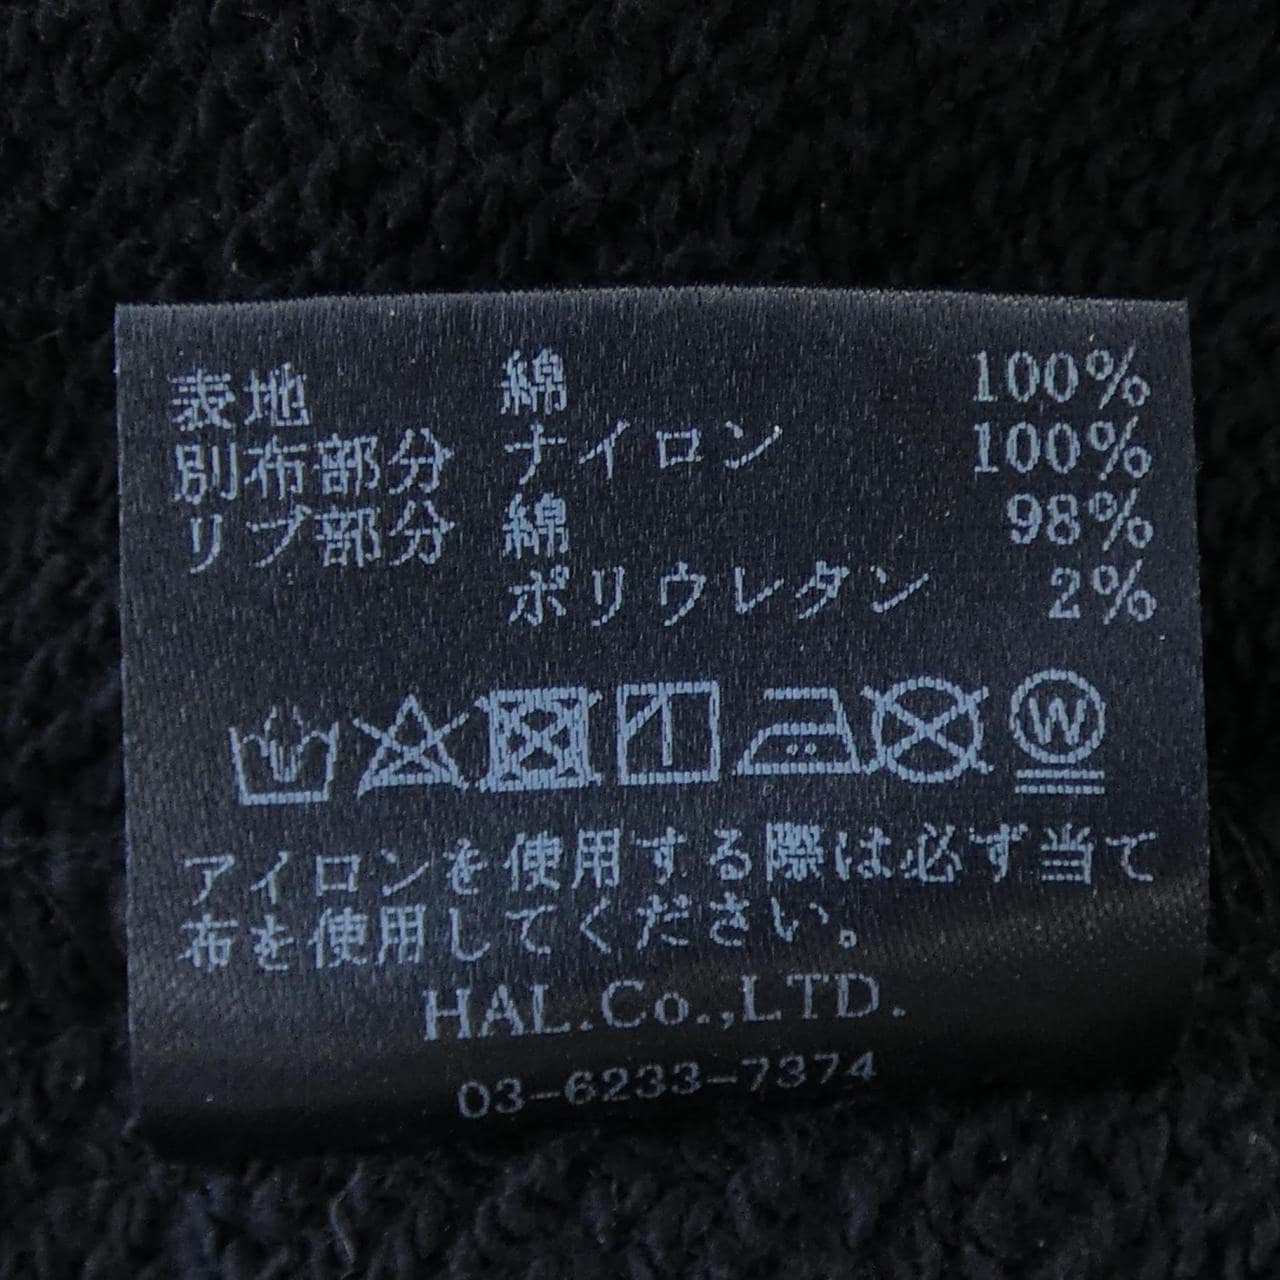 表地 綿 100%
別布部分 ナイロン 100%
リブ部分 綿 98%
ポリウレタン 2%
W
アイロンを使用する際は必ず当て
布を使用してください。
HAL.Co.,LTD.
03-6233-7374